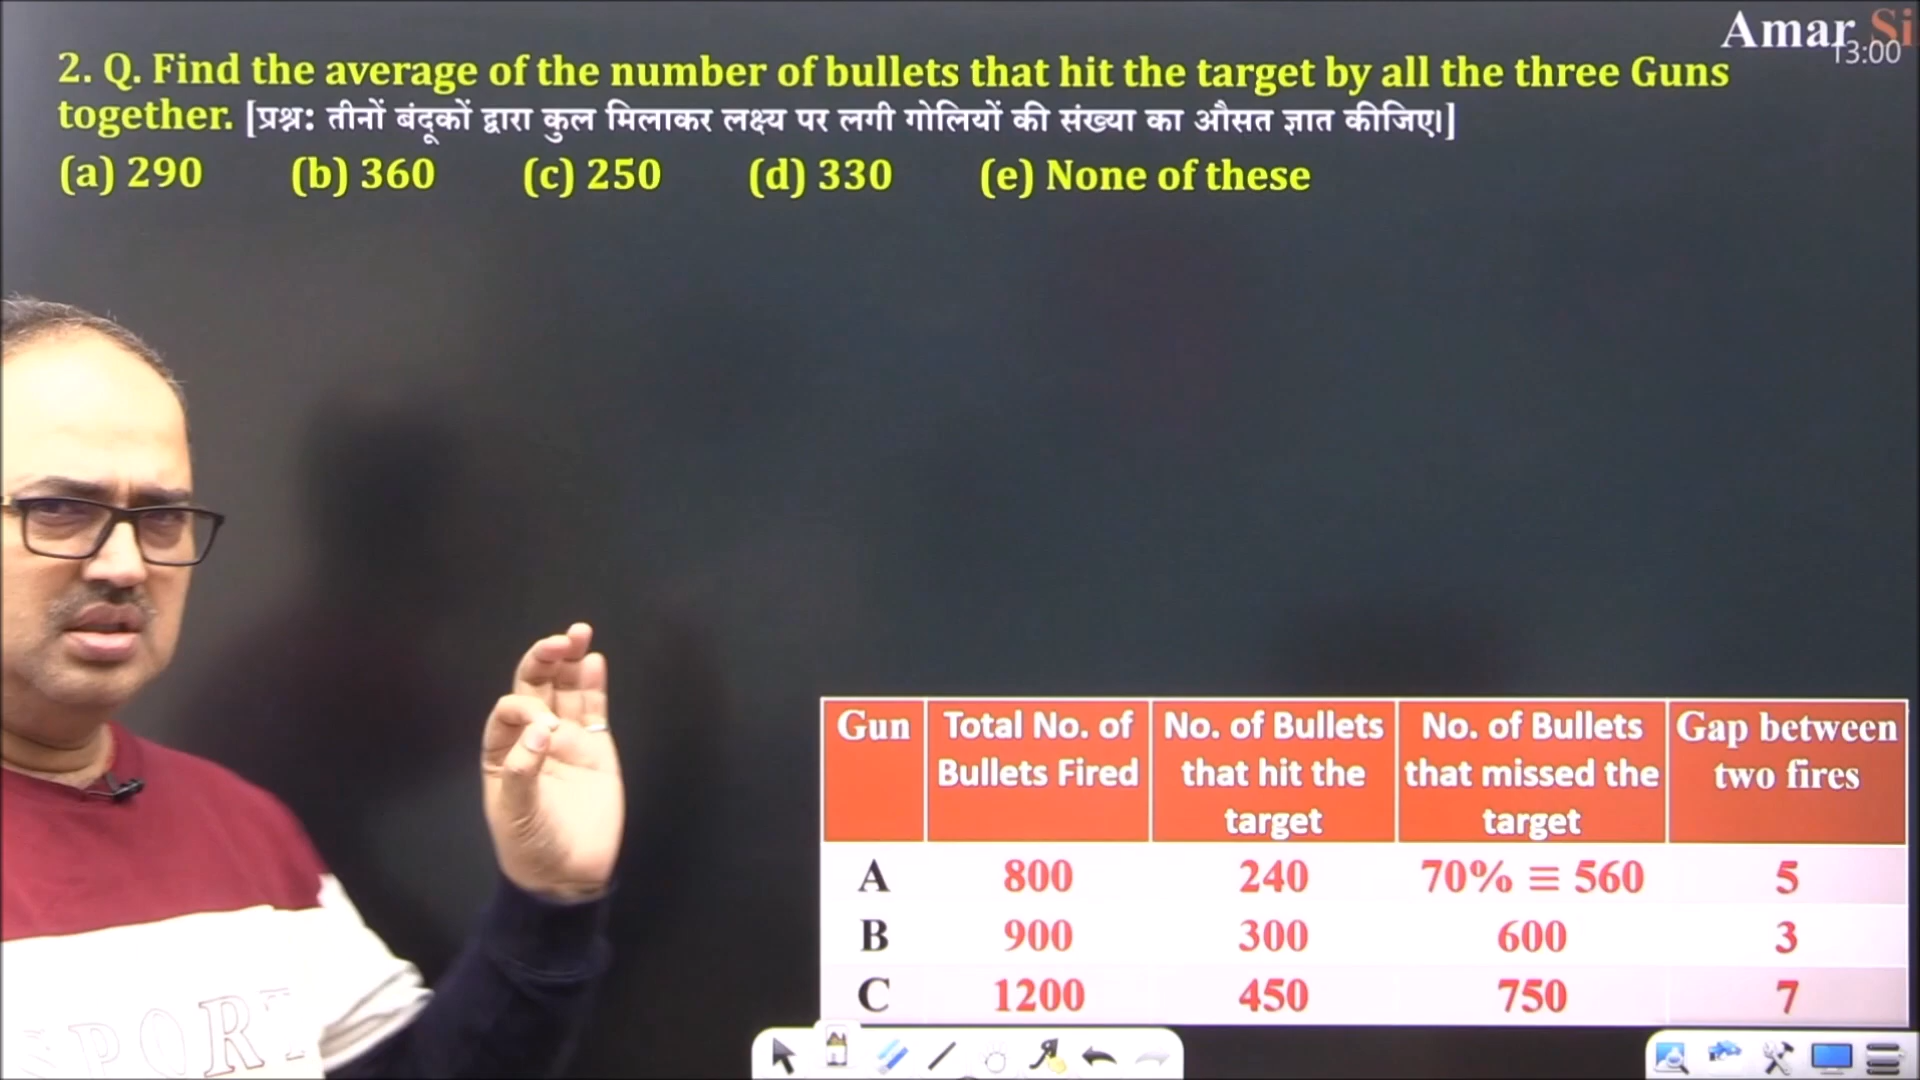 Amar Si
13:00
2. Q. Find the average of the number of bullets that hit the target by all the three Guns
together. [प्रश्न: तीनों बंदूकों द्वारा कुल मिलाकर लक्ष्य पर लगी गोलियों की संख्या का औसत ज्ञात कीजिए।]
(a) 290 (b) 360 (c) 250 (d) 330 (e) None of these
Gun Total No. of Bullets Fired No. of Bullets that hit the target No. of Bullets that missed the target Gap between two fires
A 800 240 70% ≡ 560 5
B 900 300 600 3
C 1200 450 750 7
SPORT